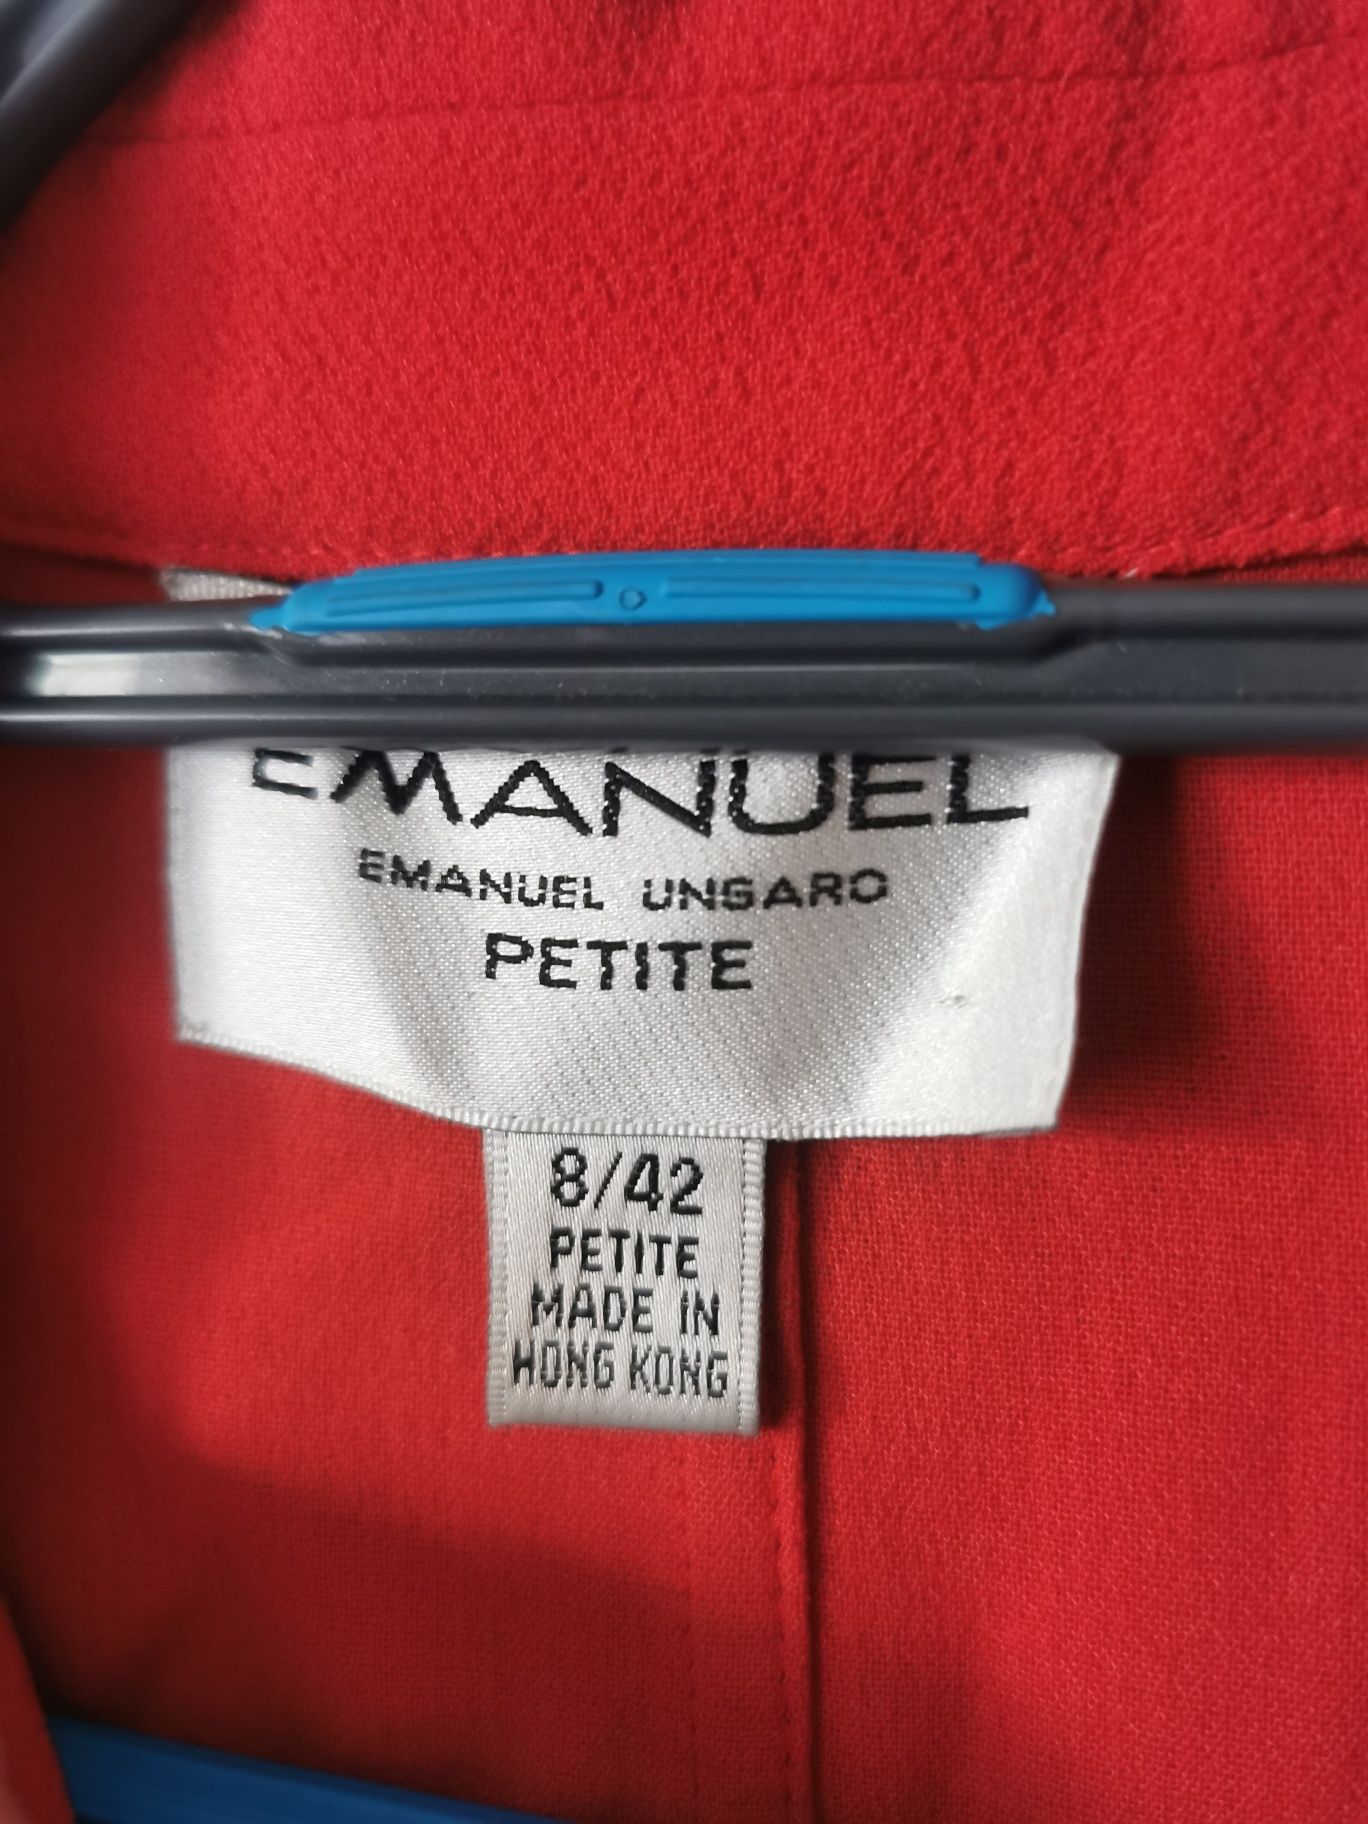 EMANUEL
EMANUEL UNGARO
PETITE
8/42
PETITE
MADE IN
HONG KONG